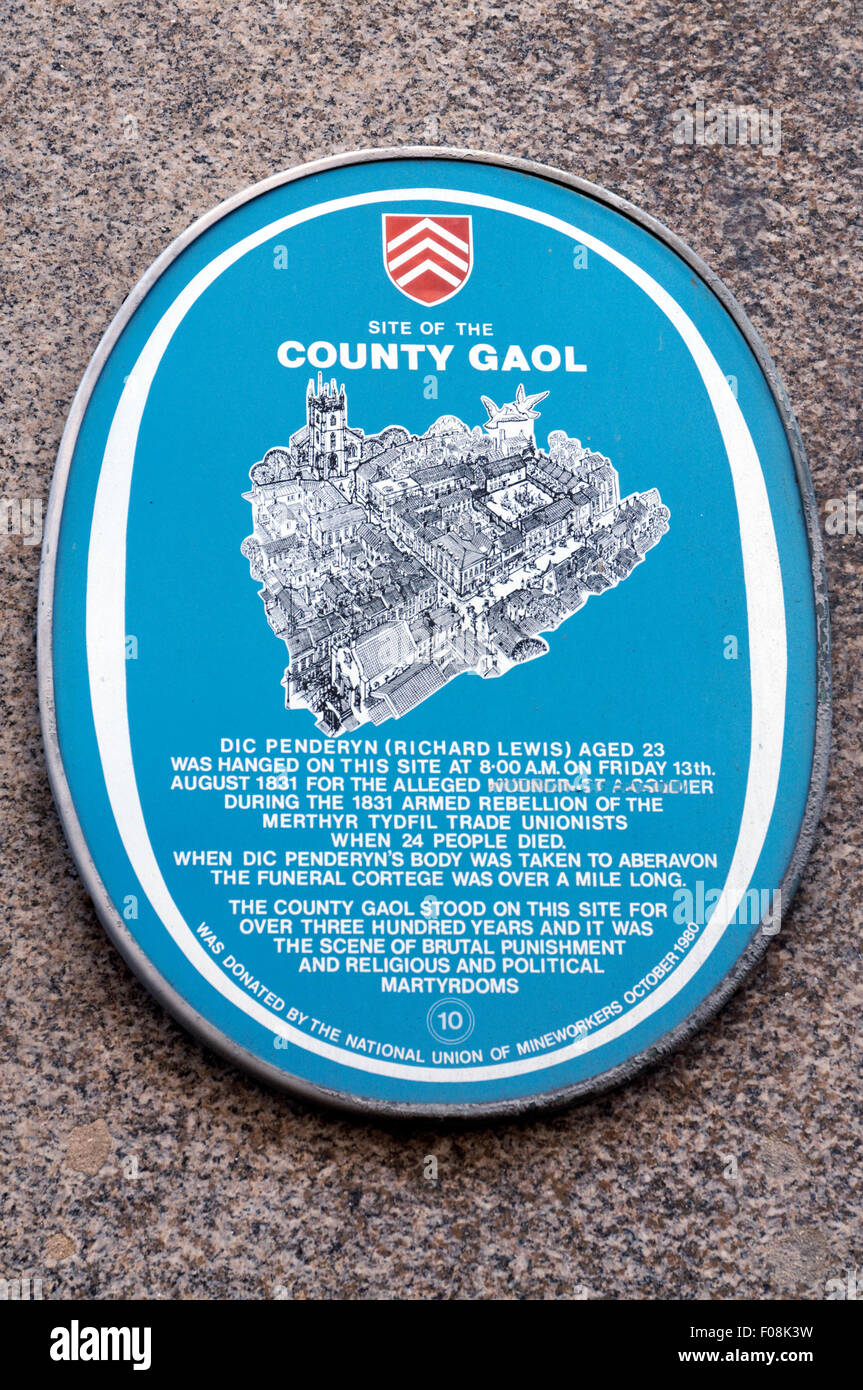 SITE OF THE
COUNTY GAOL
DIC PENDERYN (RICHARD LEWIS) AGED 23
WAS HANGED ON THIS SITE AT 8·00 A.M. ON FRIDAY 13th.
AUGUST 1831 FOR THE ALLEGED
DURING THE 1831 ARMED REBELLION OF THE
MERTHYR TYDFIL TRADE UNIONISTS
WHEN 24 PEOPLE DIED.
WHEN DIC PENDERYN'S BODY WAS TAKEN TO ABERAVON
THE FUNERAL CORTEGE WAS OVER A MILE LONG.
THE COUNTY GAOL STOOD ON THIS SITE FOR
OVER THREE HUNDRED YEARS AND IT WAS
THE SCENE OF BRUTAL PUNISHMENT
AND RELIGIOUS AND POLITICAL
MARTYRDOMS
10
WAS DONATED BY THE NATIONAL UNION OF MINEWORKERS OCTOBER 1980
alamy
Image ID: F08K3W
www.alamy.com